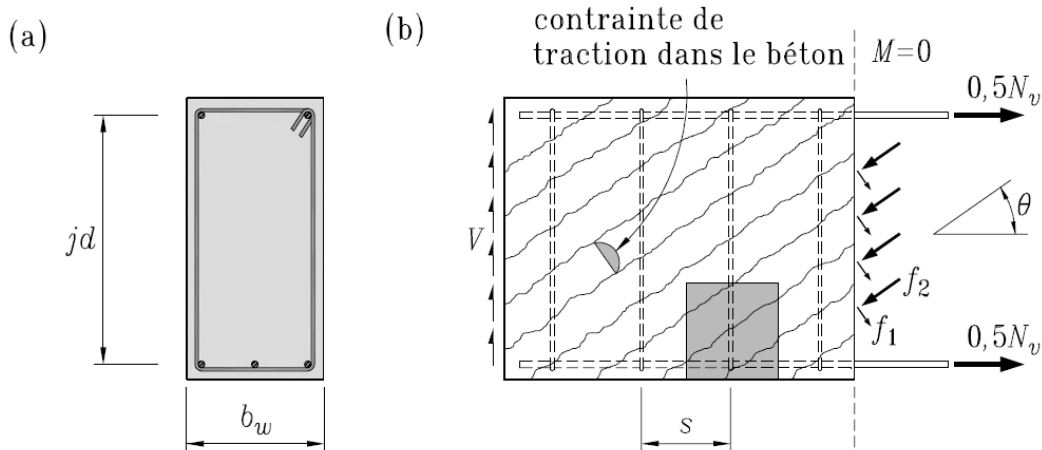 (a)
jd
b_w
(b)
contrainte de
traction dans le béton
M=0
0,5N_v
V
θ
f_2
f_1
0,5N_v
s